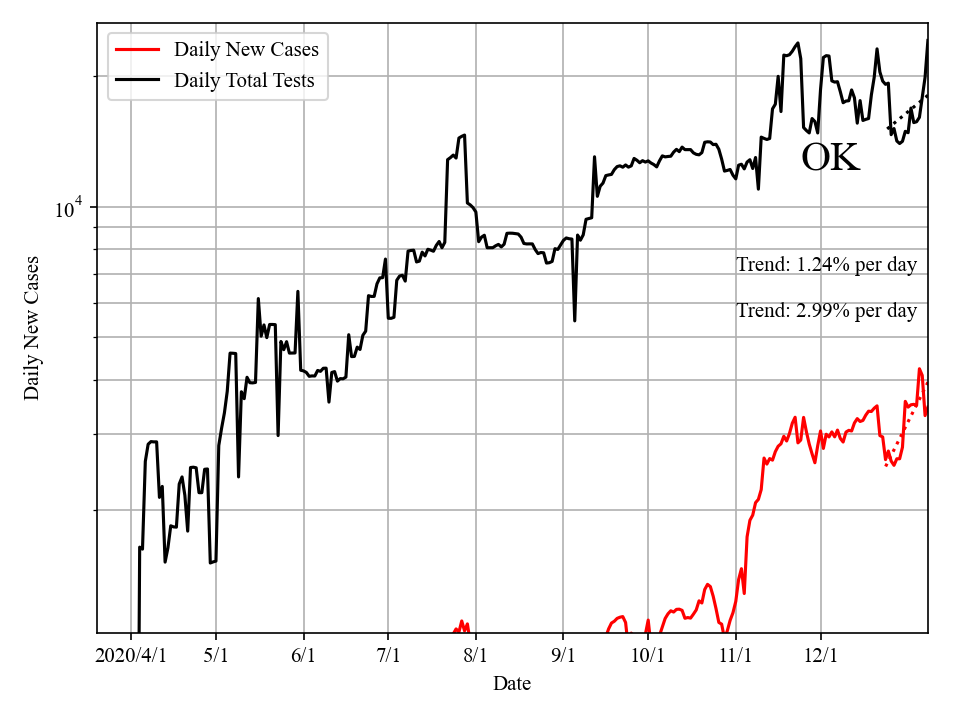 Daily New Cases
Daily Total Tests
OK
10^4
Trend: 1.24% per day
Trend: 2.99% per day
Daily New Cases
2020/4/1 5/1 6/1 7/1 8/1 9/1 10/1 11/1 12/1
Date